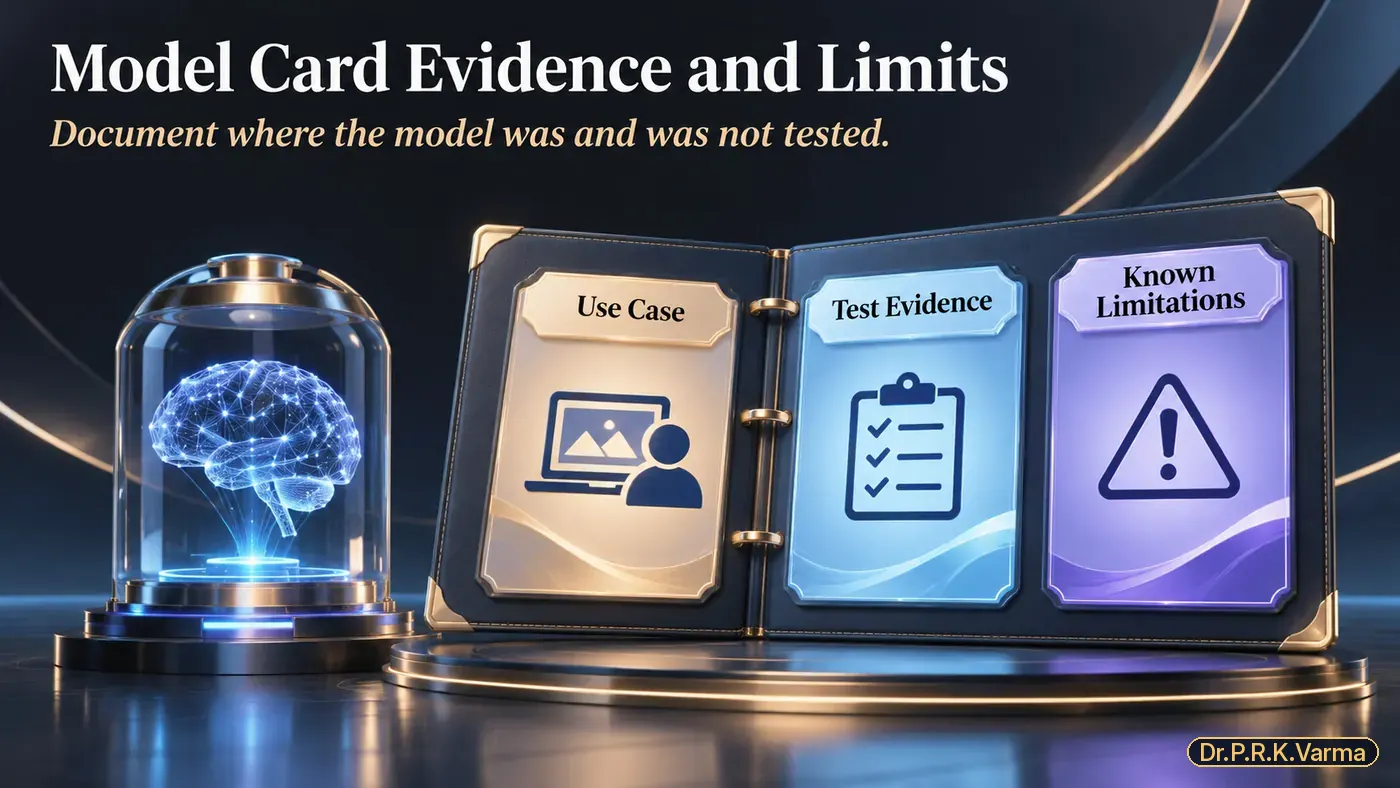 Model Card Evidence and Limits
Document where the model was and was not tested.
Use Case
Test Evidence
Known
Limitations
Dr.P.R.K.Varma